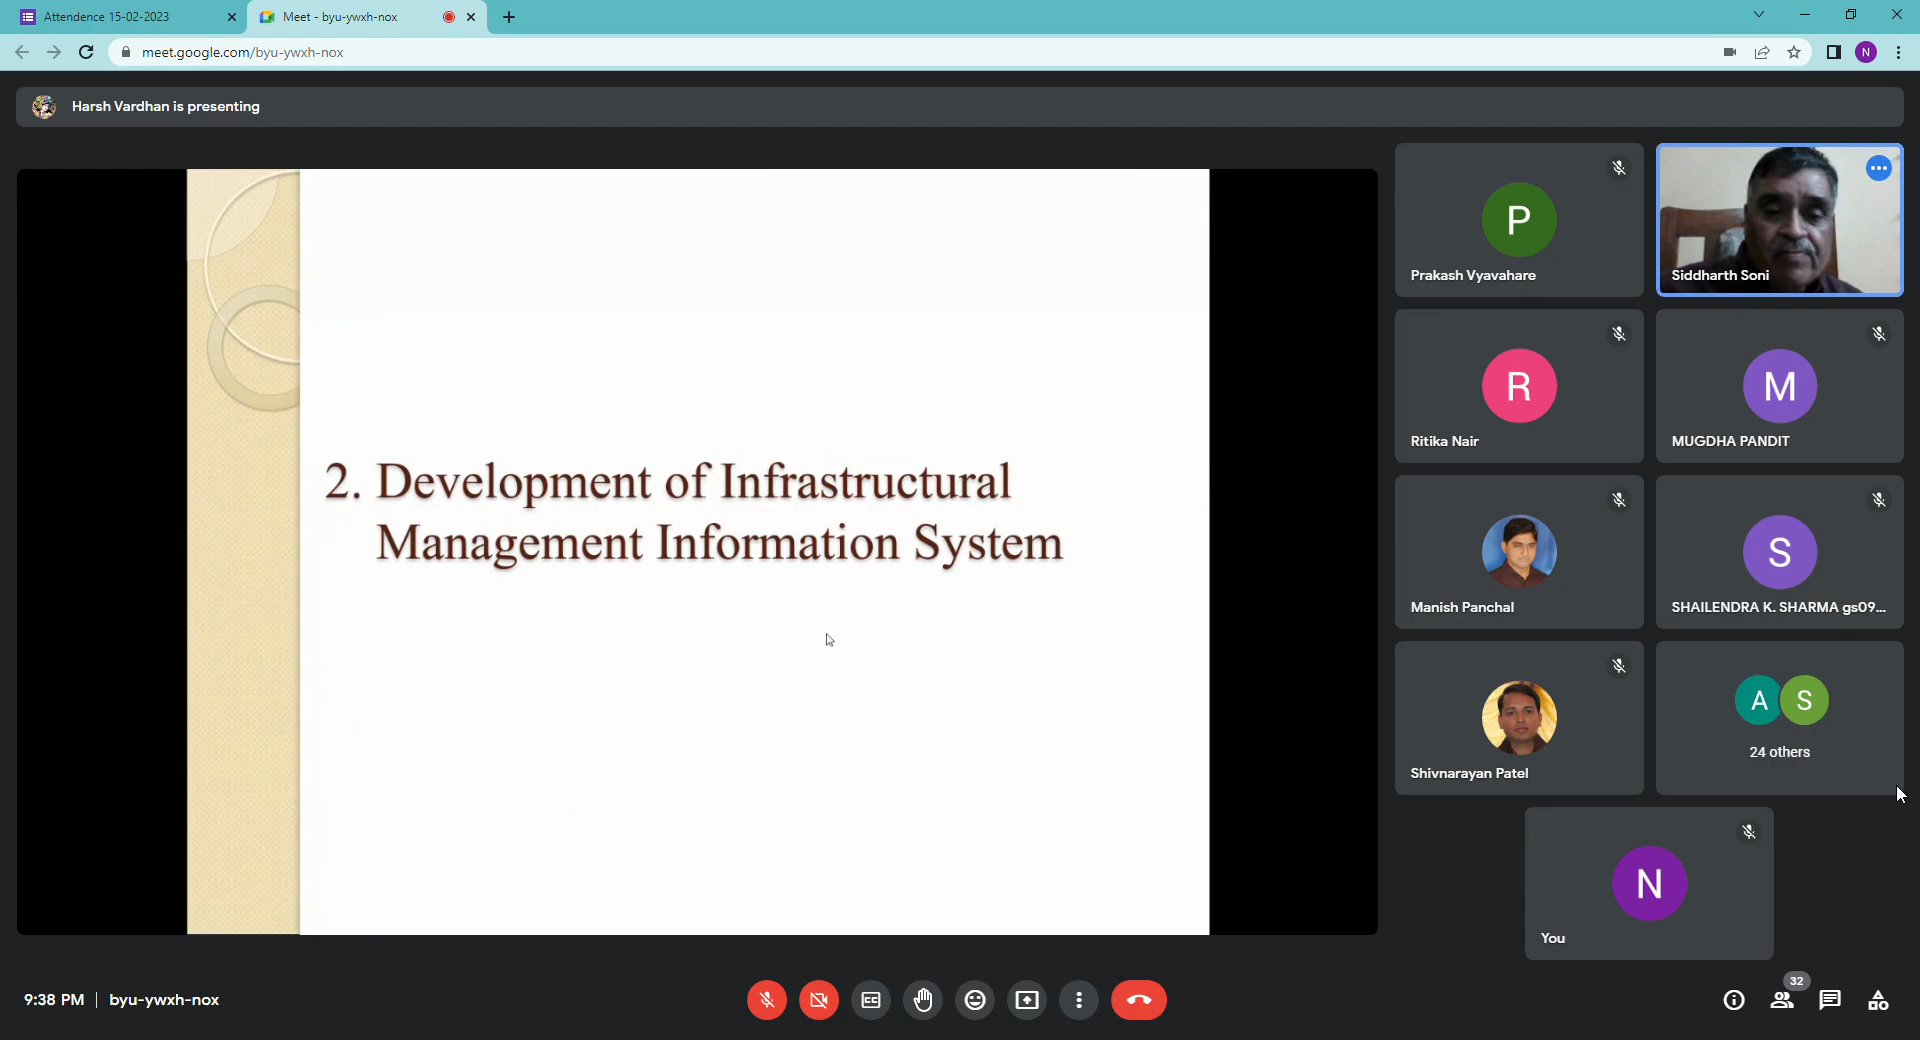 Attendence 15-02-2023
Meet - byu-ywxh-nox
meet.google.com/byu-ywxh-nox
N
Harsh Vardhan is presenting
2. Development of Infrastructural
Management Information System
P
Prakash Vyavahare
Siddharth Soni
R
Ritika Nair
M
MUGDHA PANDIT
Manish Panchal
S
SHAILENDRA K. SHARMA gs09...
Shivnarayan Patel
A S
24 others
N
You
9:38 PM | byu-ywxh-nox
CC
32